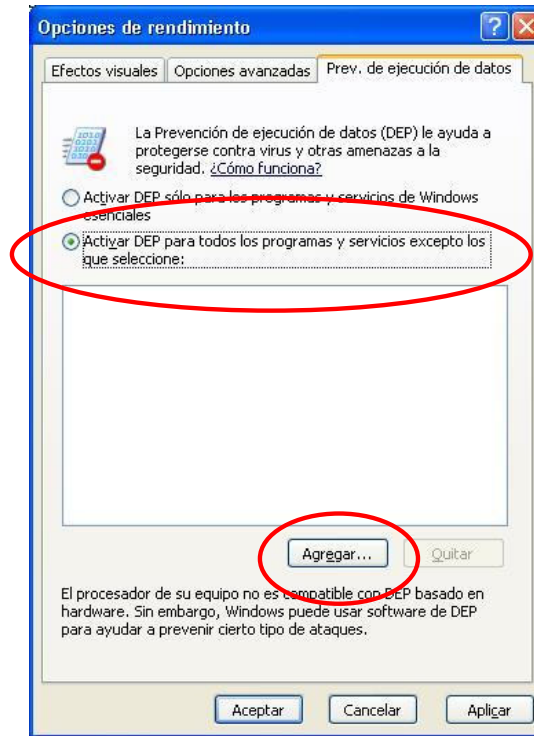 Opciones de rendimiento
Efectos visuales Opciones avanzadas Prev. de ejecución de datos
La Prevención de ejecución
de datos (DEP) le ayuda a
protegerse contra virus y otras amenazas a la
seguridad. ¿Cómo funciona?
Activar DEP sólo para los programas y servicios de Windows
esenciales
Activar DEP para todos los programas y servicios excepto los
que seleccione:
Agregar... Quitar
El procesador de su equipo no es compatible con DEP basado en
hardware. Sin embargo, Windows puede usar software de DEP
para ayudar a prevenir cierto tipo de ataques.
Aceptar Cancelar Aplicar